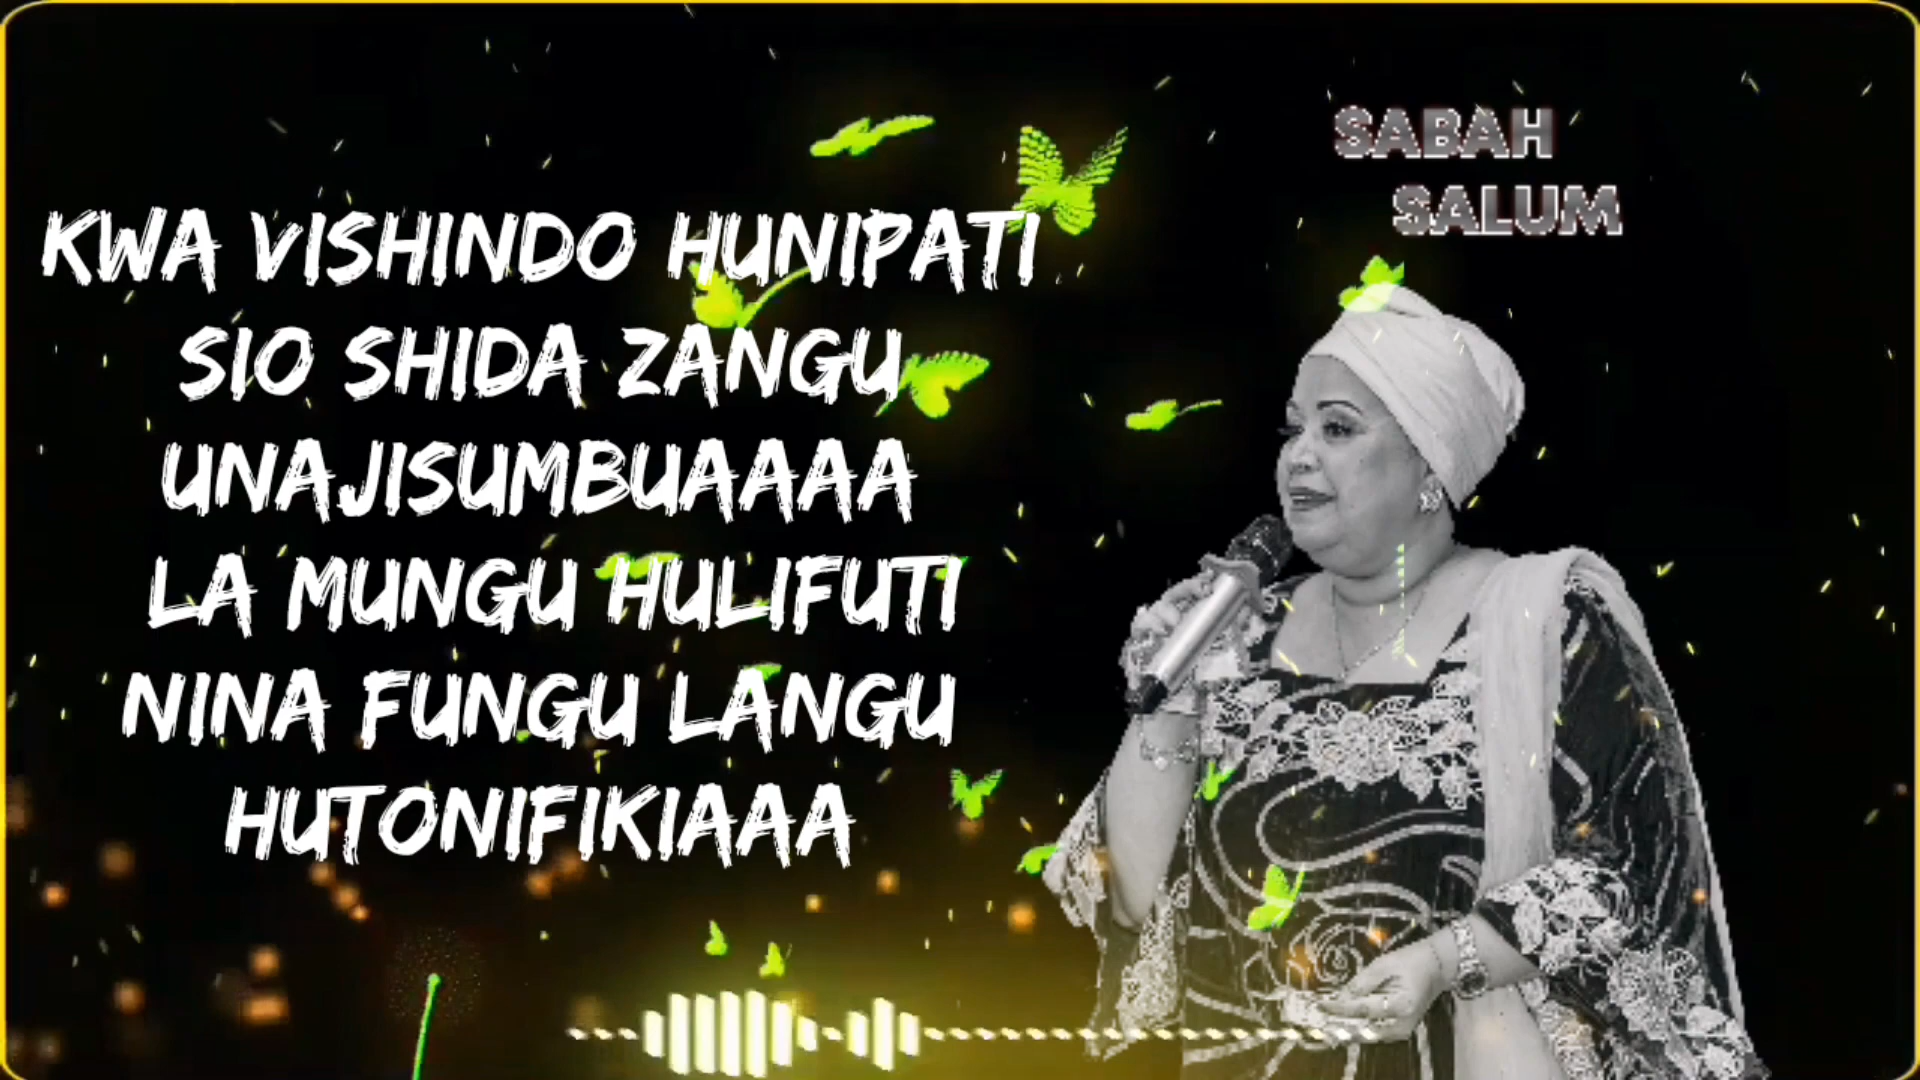 SABAH
SALUM
KWA VISHINDO HUNIPATI
SIO SHIDA ZANGU
UNAJISUMBUAAAA
LA MUNGU HULIFUTI
NINA FUNGU LANGU
HUTONIFIKIAAA